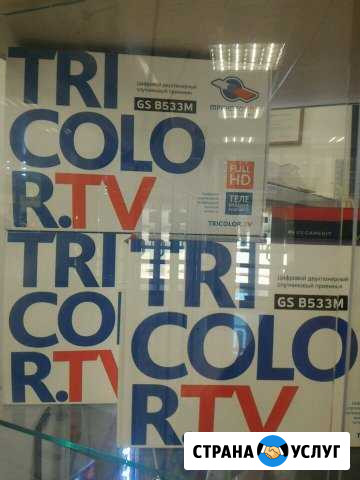 TRI
COLO
R.TV
Цифровой двухтюнерный
спутниковый приемник
GS B533M
FULL
HD
ТЕЛЕ
TRICOLOR.TV
TRI
CO
R.T
TRI
COLO
R.TV
Цифровой двухтюнерный
спутниковый приемник
GS B533M
СТРАНА УСЛУГ